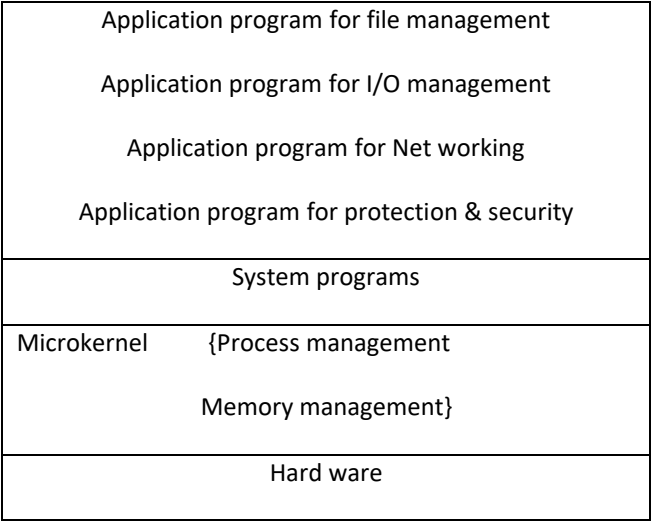 Application program for file management
Application program for I/O management
Application program for Net working
Application program for protection & security
System programs
Microkernel {Process management
Memory management}
Hard ware